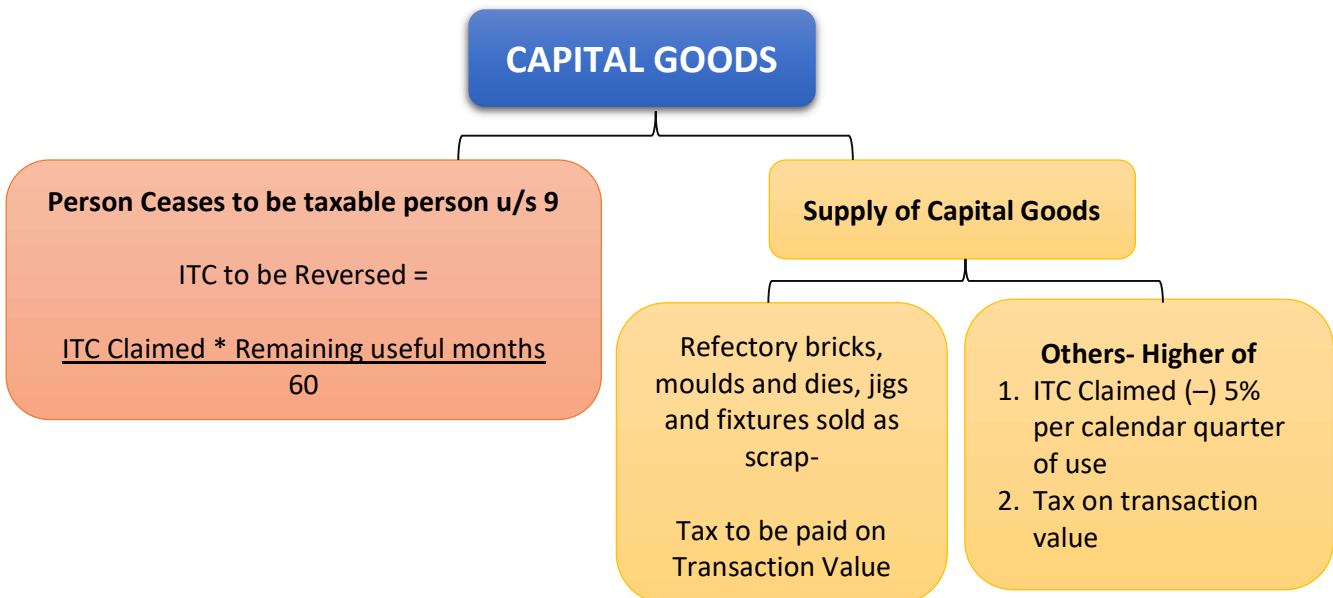 CAPITAL GOODS
Person Ceases to be taxable person u/s 9
ITC to be Reversed =
ITC Claimed * Remaining useful months
60
Supply of Capital Goods
Refectory bricks,
moulds and dies, jigs
and fixtures sold as
scrap-
Tax to be paid on
Transaction Value
Others- Higher of
1. ITC Claimed (–) 5%
per calendar quarter
of use
2. Tax on transaction
value